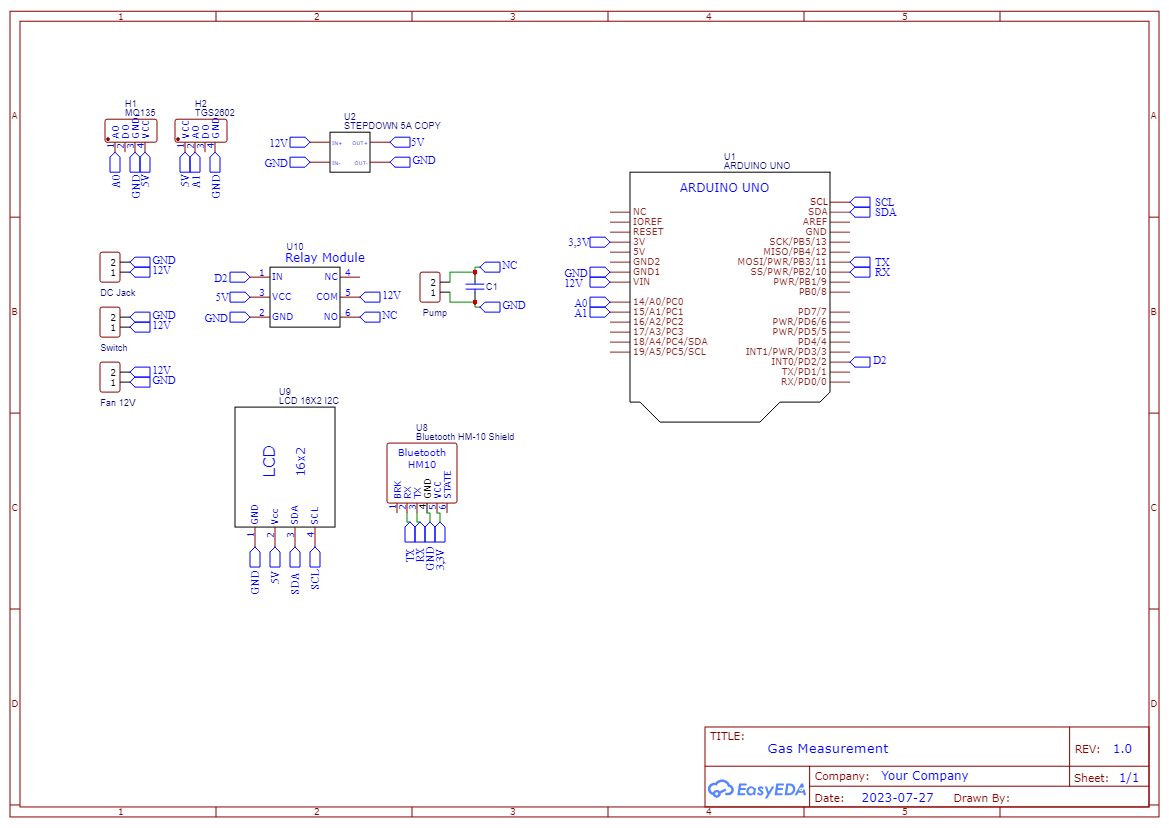 1 2 3 4 5
A
B
C
D
A
B
C
D
1 2 3 4 5
H1
MQ135
AO
DO
GND
VCC
1 2 3 4
A0
GND
5V
H2
TGS2602
VCC
AO
DO
GND
1 2 3 4
5V
A1
GND
U2
STEPDOWN 5A COPY
12V IN+ OUT+ 5V
GND IN- OUT- GND
U1
ARDUINO UNO
ARDUINO UNO
NC
IOREF
RESET
3,3V 3V
5V
GND2
GND GND1
12V VIN
A0 14/A0/PC0
A1 15/A1/PC1
16/A2/PC2
17/A3/PC3
18/A4/PC4/SDA
19/A5/PC5/SCL
SCL SCL
SDA SDA
AREF
GND
SCK/PB5/13
MISO/PB4/12
MOSI/PWR/PB3/11 TX
SS/PWR/PB2/10 RX
PWR/PB1/9
PB0/8
PD7/7
PWR/PD6/6
PWR/PD5/5
PD4/4
INT1/PWR/PD3/3
INT0/PD2/2 D2
TX/PD1/1
RX/PD0/0
2 GND
1 12V
DC Jack
2 GND
1 12V
Switch
2 12V
1 GND
Fan 12V
U10
Relay Module
D2 1 IN NC 4
5V 3 VCC COM 5 12V
GND 2 GND NO 6 NC
2
1
Pump
NC
C1
GND
U9
LCD 16X2 I2C
LCD
16x2
GND
Vcc
SDA
SCL
1 2 3 4
GND
5V
SDA
SCL
U8
Bluetooth HM-10 Shield
Bluetooth
HM10
BRK
RX
TX
GND
VCC
STATE
1 2 3 4 5 6
TX
RX
GND
3,3V
TITLE:
Gas Measurement
REV: 1.0
EasyEDA
Company: Your Company
Sheet: 1/1
Date: 2023-07-27 Drawn By: